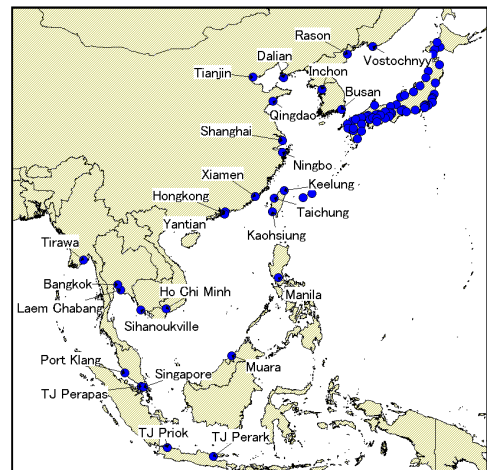 Rason
Vostochnyy
Dalian
Tianjin
Inchon
Busan
Qingdao
Shanghai
Ningbo
Xiamen
Keelung
Hongkong
Taichung
Yantian
Kaohsiung
Tirawa
Bangkok
Ho Chi Minh
Manila
Laem Chabang
Sihanoukville
Port Klang
Singapore
Muara
TJ Perapas
TJ Priok
TJ Perark